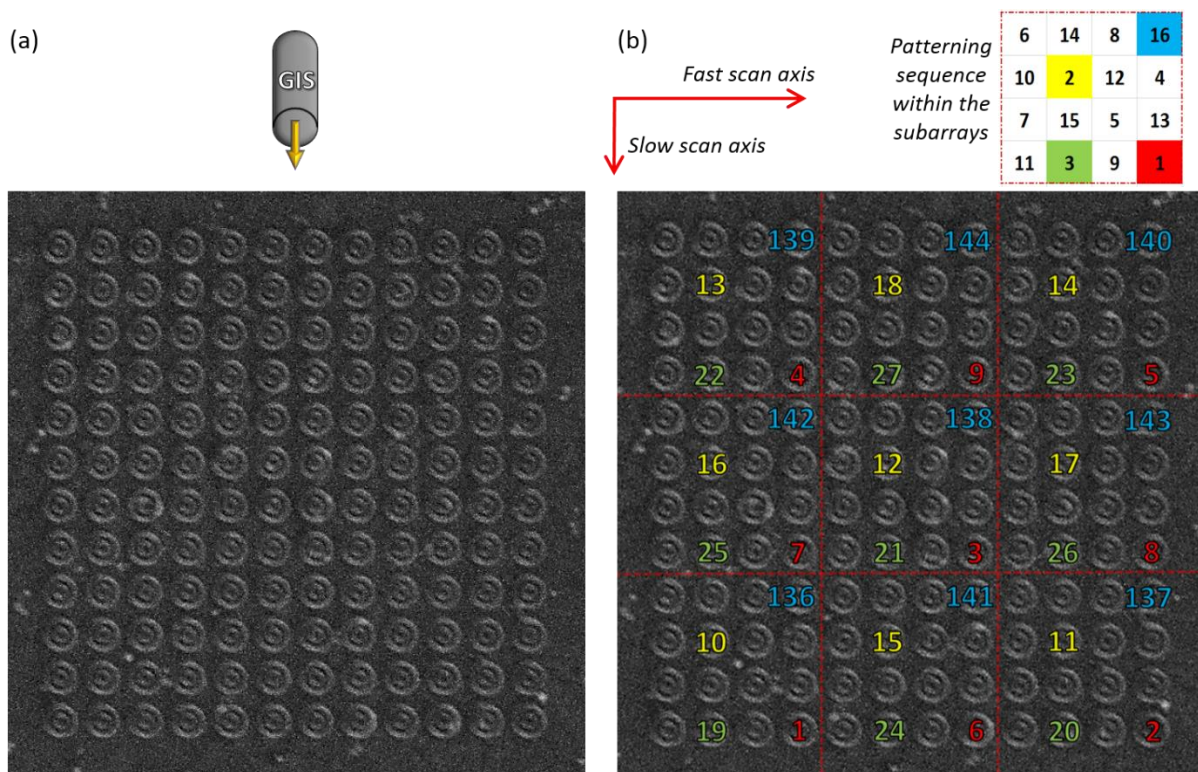 (a)
GIS
(b)
Fast scan axis
Slow scan axis
Patterning
sequence
within the
subarrays
6 14 8 16
10 2 12 4
7 15 5 13
11 3 9 1
139 144 140
13 18 14
22 4 27 9 23 5
142 138 143
16 12 17
25 7 21 3 26 8
136 141 137
10 15 11
19 1 24 6 20 2